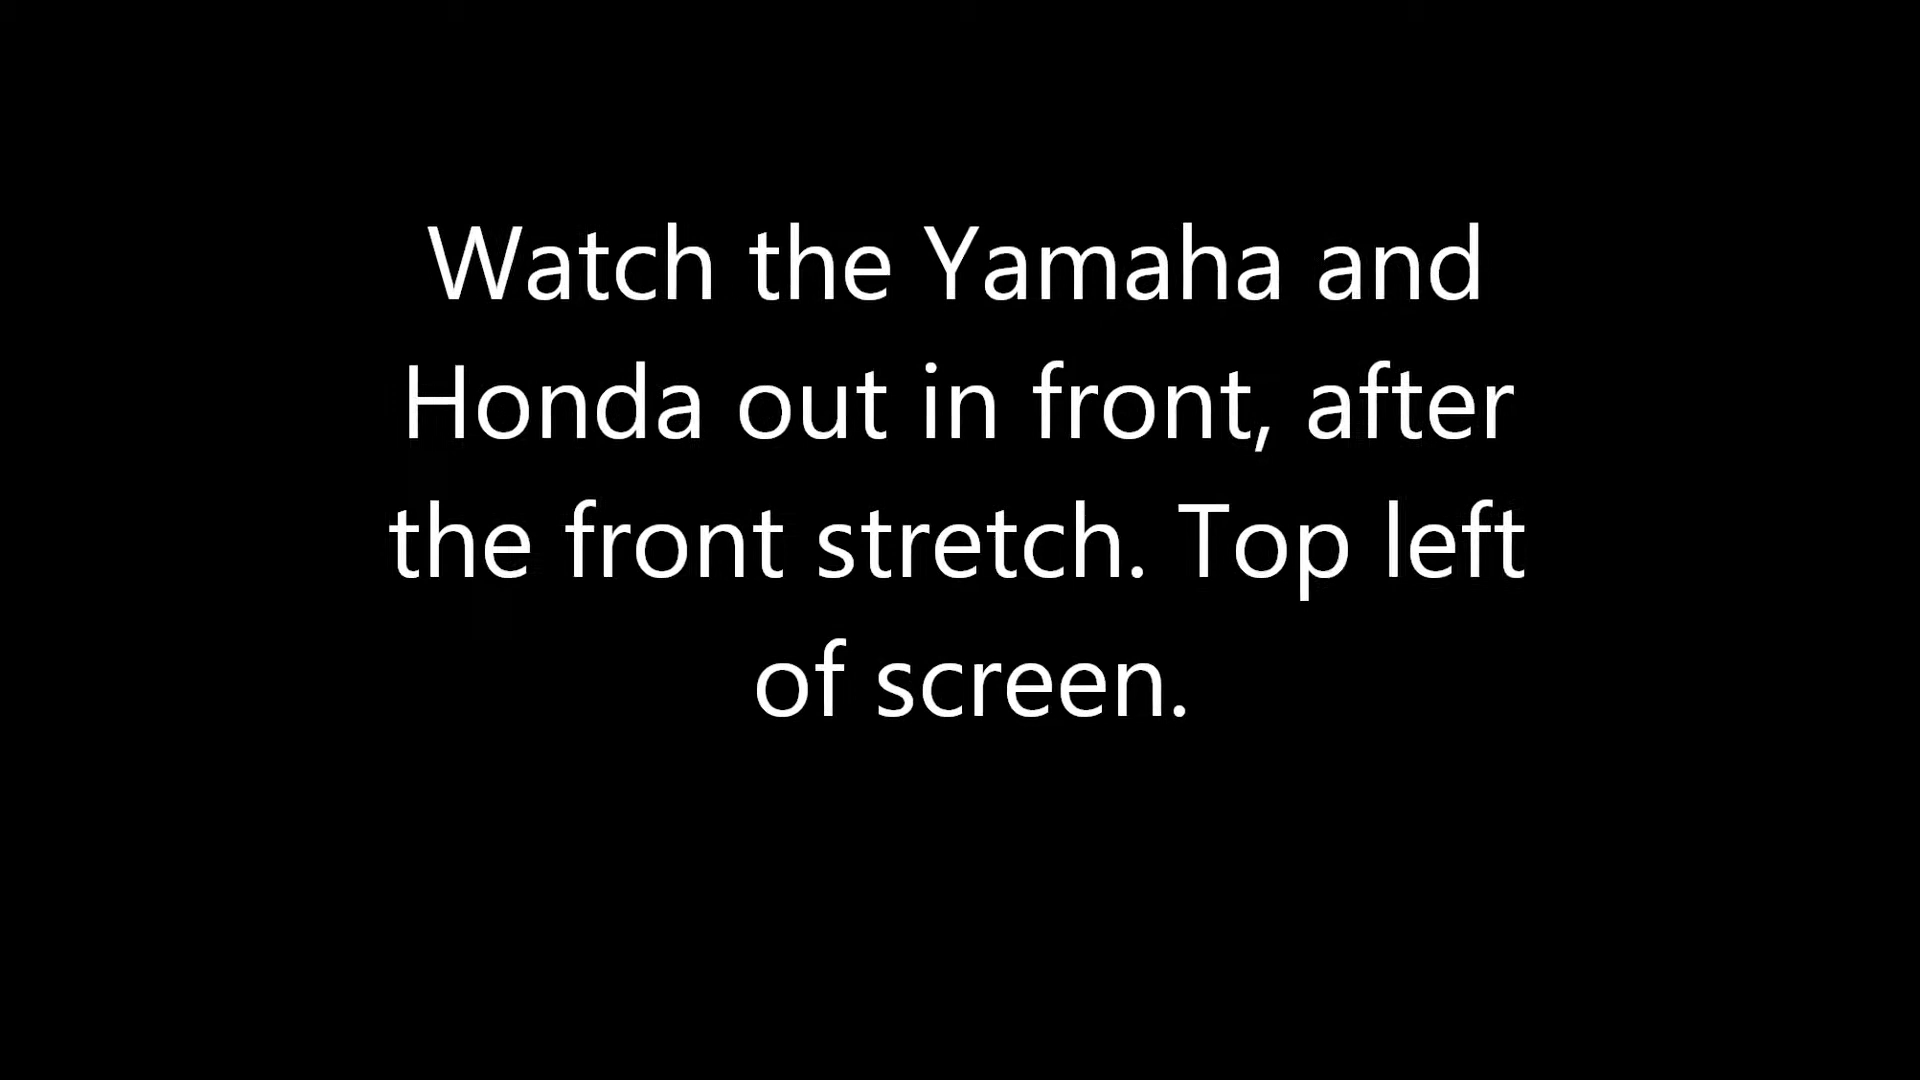 Watch the Yamaha and
Honda out in front, after
the front stretch. Top left
of screen.